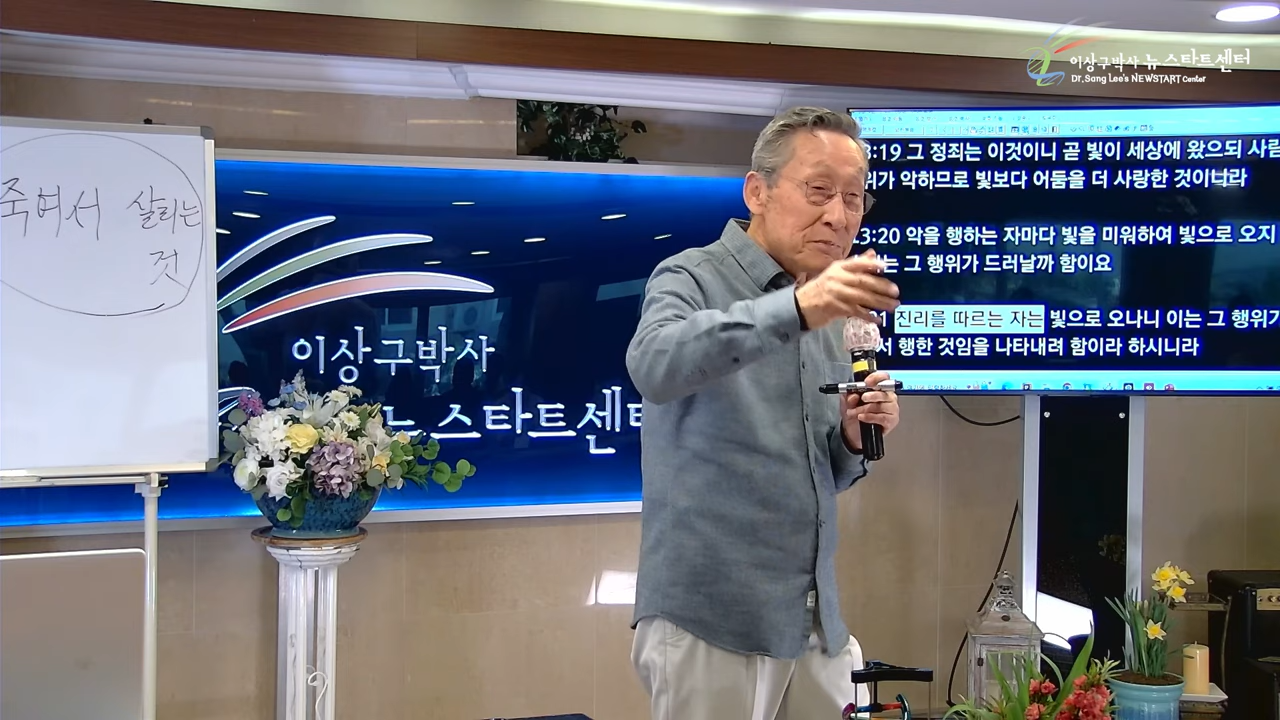 이상구박사 뉴스타트센터
Dr. Sang Lee's NEWSTART Center
죽여서 살리는
것
이상구박사
뉴스타트센터
3:19 그 정죄는 이것이니 곧 빛이 세상에 왔으되 사람
위가 악하므로 빛보다 어둠을 더 사랑한 것이니라
3:20 악을 행하는 자마다 빛을 미워하여 빛으로 오지
는 그 행위가 드러날까 함이요
진리를 따르는 자는 빛으로 오나니 이는 그 행위가
서 행한 것임을 나타내려 함이라 하시니라